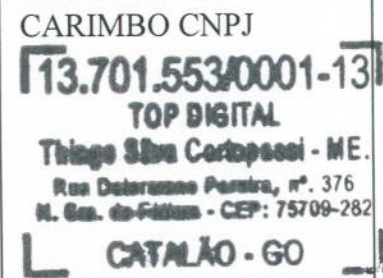 CARIMBO CNPJ
13.701.553/0001-13
TOP DIGITAL
Thiago Silva Cortopassi - ME.
Rua Pereira, nº. 376
N. Sra. de Fátima - CEP: 75709-282
CATALÃO - GO